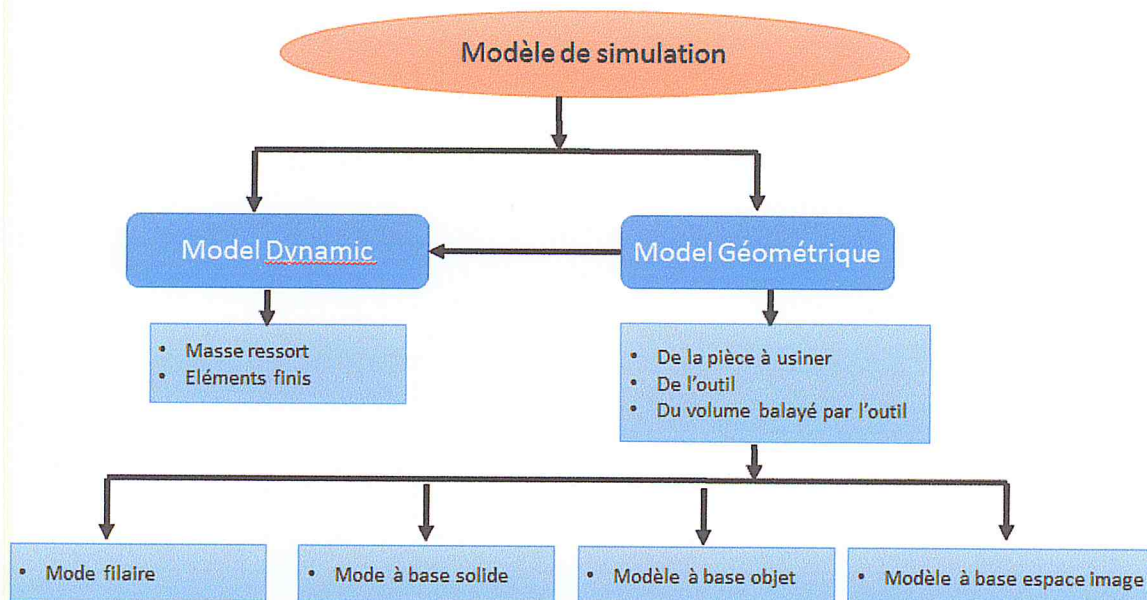 Modèle de simulation
Model Dynamic
Model Géométrique
• Masse ressort
• Eléments finis
• De la pièce à usiner
• De l'outil
• Du volume balayé par l'outil
• Mode filaire
• Mode à base solide
• Modèle à base objet
• Modèle à base espace image